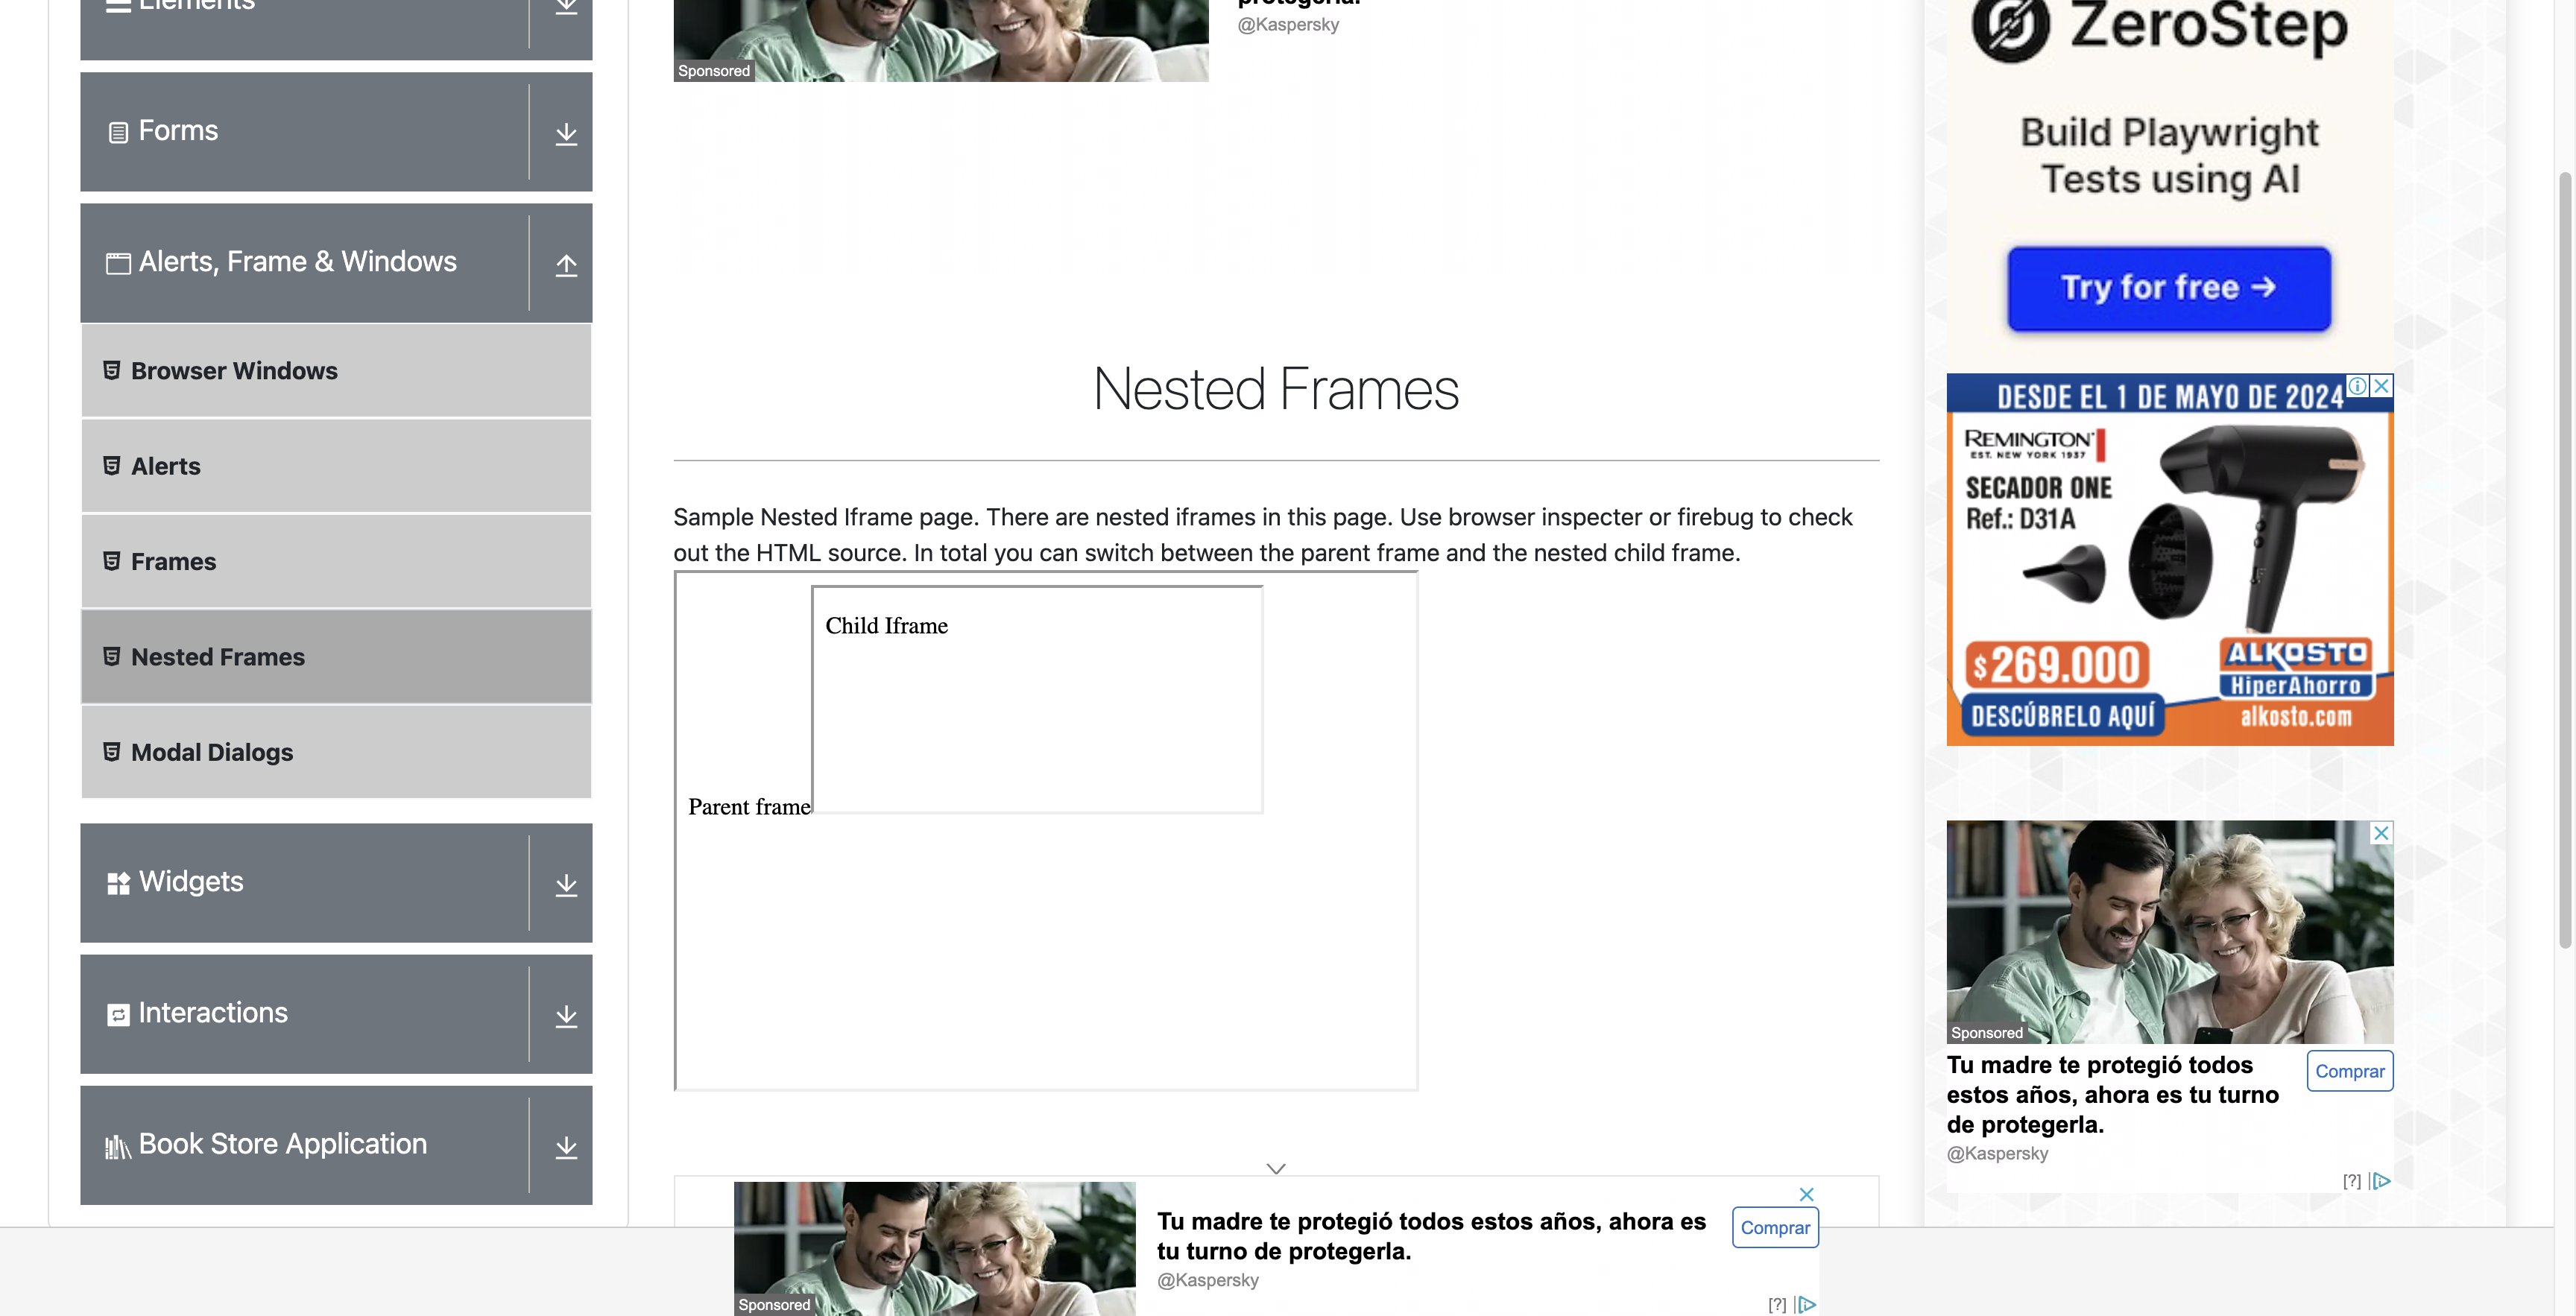 Elements
Forms
Alerts, Frame & Windows
Browser Windows
Alerts
Frames
Nested Frames
Modal Dialogs
Widgets
Interactions
Book Store Application
protegerla.
@Kaspersky
Sponsored
Nested Frames
Sample Nested Iframe page. There are nested iframes in this page. Use browser inspecter or firebug to check
out the HTML source. In total you can switch between the parent frame and the nested child frame.
Child Iframe
Parent frame
Tu madre te protegió todos estos años, ahora es
tu turno de protegerla.
@Kaspersky
Comprar
Sponsored
[?]
ZeroStep
Build Playwright
Tests using AI
Try for free →
DESDE EL 1 DE MAYO DE 2024
REMINGTON
EST. NEW YORK 1937
SECADOR ONE
Ref.: D31A
$269.000
DESCÚBRELO AQUÍ
ALKOSTO
HiperAhorro
alkosto.com
Sponsored
Tu madre te protegió todos
estos años, ahora es tu turno
de protegerla.
Comprar
@Kaspersky
[?]